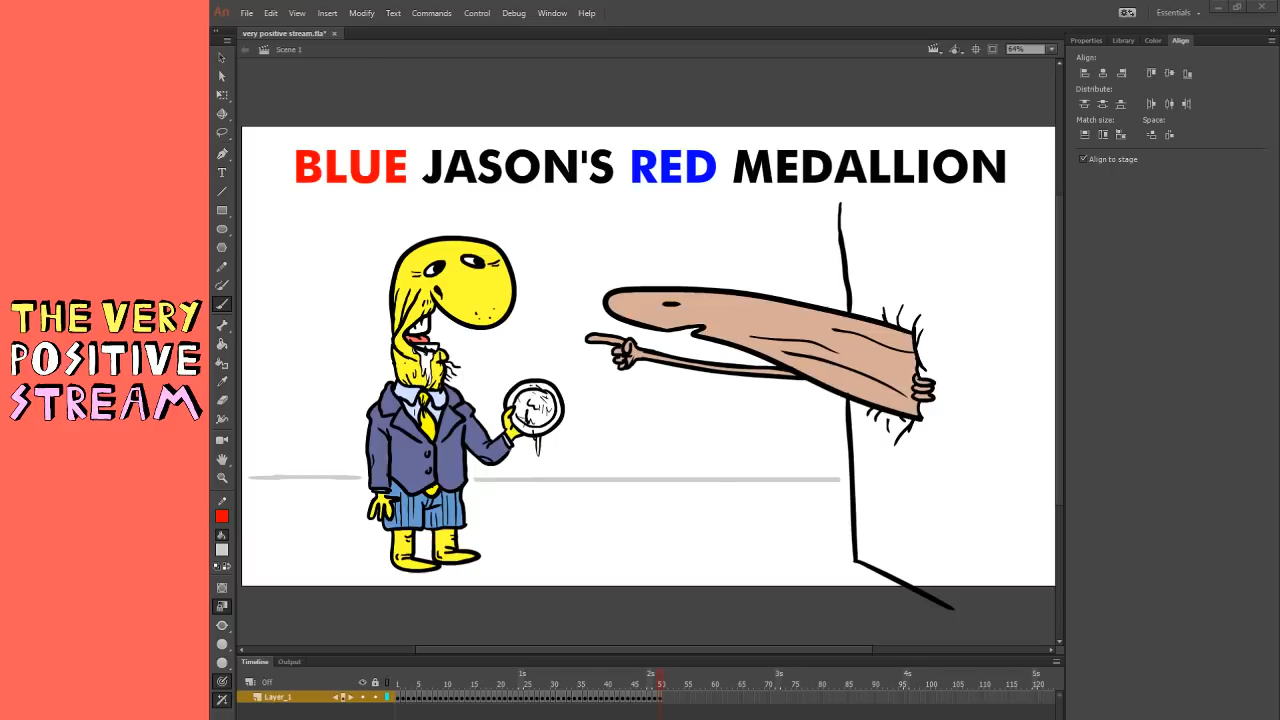 An File Edit View Insert Modify Text Commands Control Debug Window Help Essentials
very positive stream.fla* ×
Scene 1
64%
Properties Library Color Align
Align:
Distribute:
Match size: Space:
Align to stage
BLUE JASON'S RED MEDALLION
THE VERY
POSITIVE
STREAM
Timeline Output
Off
1s 2s 3s 4s 5s
1 5 10 15 20 25 30 35 40 45 51 55 60 65 70 75 80 85 90 95 100 105 110 115 120
Layer_1